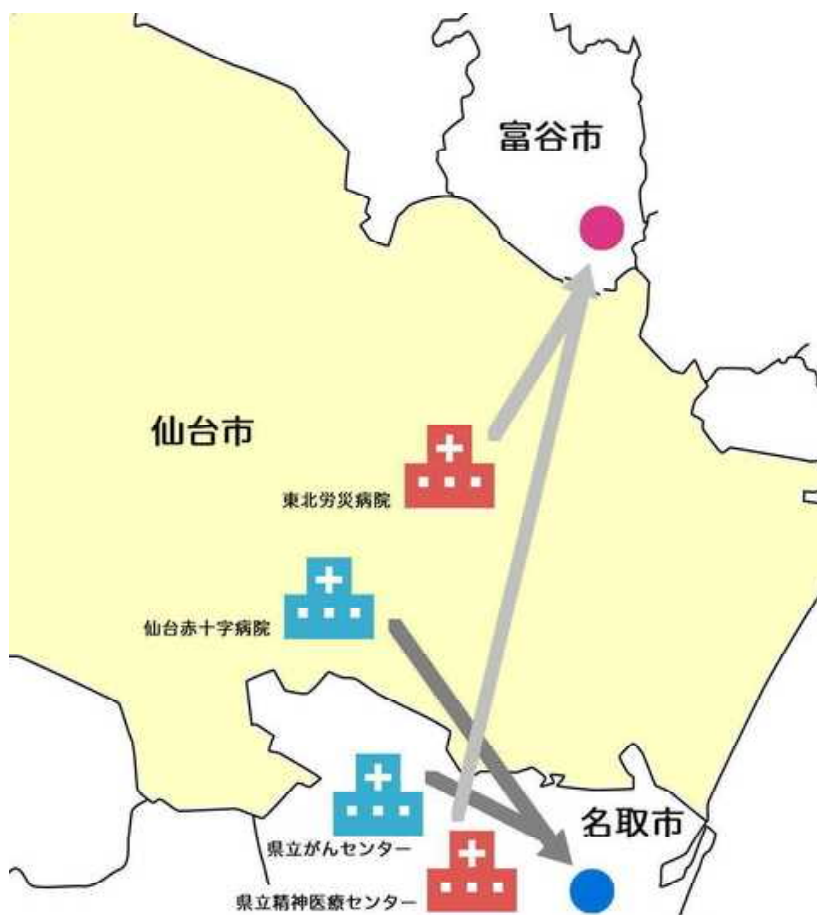 富谷市
仙台市
東北労災病院
仙台赤十字病院
県立がんセンター
名取市
県立精神医療センター